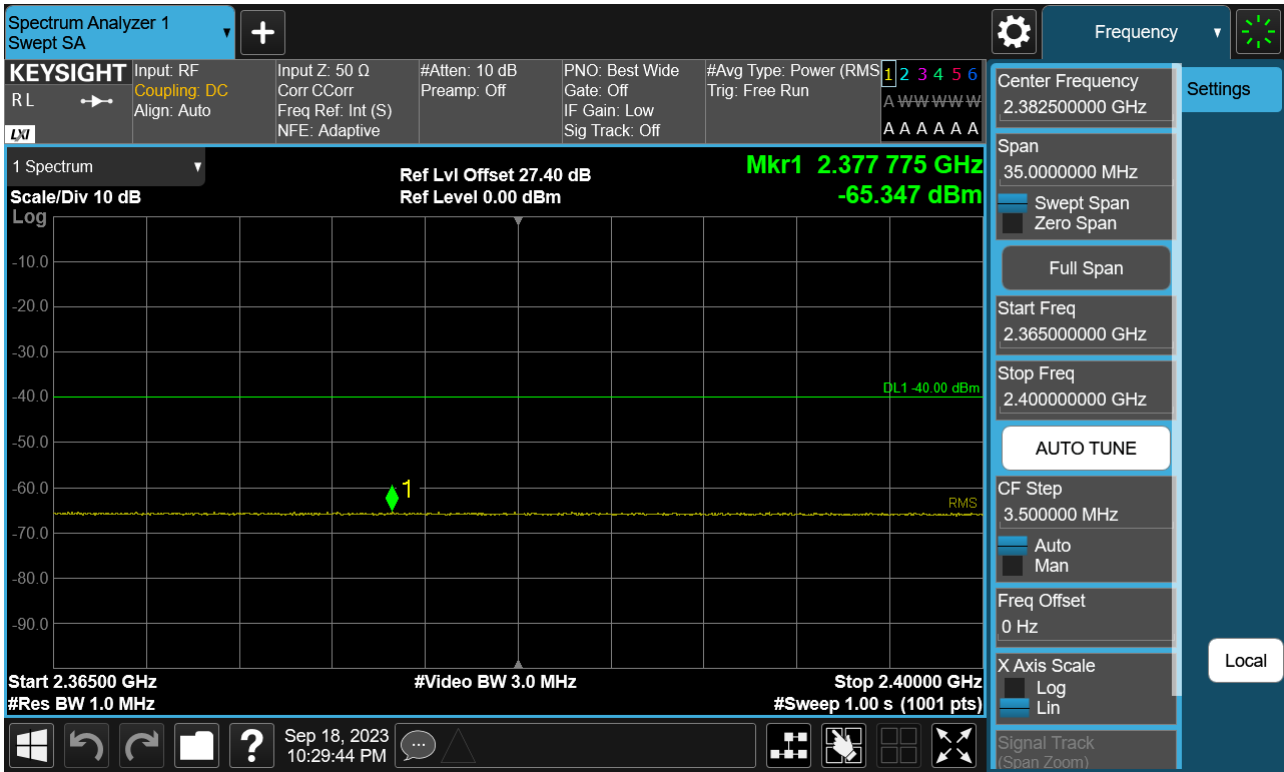 Spectrum Analyzer 1
Swept SA
Frequency
KEYSIGHT
R L
LXI
Input: RF
Coupling: DC
Align: Auto
Input Z: 50 Ω
Corr CCorr
Freq Ref: Int (S)
NFE: Adaptive
#Atten: 10 dB
Preamp: Off
PNO: Best Wide
Gate: Off
IF Gain: Low
Sig Track: Off
#Avg Type: Power (RMS
Trig: Free Run
1 2 3 4 5 6
A W W W W W
A A A A A A
1 Spectrum
Scale/Div 10 dB
Log
Ref Lvl Offset 27.40 dB
Ref Level 0.00 dBm
Mkr1 2.377 775 GHz
-65.347 dBm
-10.0
-20.0
-30.0
-40.0
DL1 -40.00 dBm
-50.0
-60.0
1
RMS
-70.0
-80.0
-90.0
Start 2.36500 GHz
#Video BW 3.0 MHz
Stop 2.40000 GHz
#Res BW 1.0 MHz
#Sweep 1.00 s (1001 pts)
Center Frequency
2.382500000 GHz
Span
35.0000000 MHz
Swept Span
Zero Span
Full Span
Start Freq
2.365000000 GHz
Stop Freq
2.400000000 GHz
AUTO TUNE
CF Step
3.500000 MHz
Auto
Man
Freq Offset
0 Hz
X Axis Scale
Log
Lin
Signal Track
(Span Zoom)
Settings
Local
?
Sep 18, 2023
10:29:44 PM